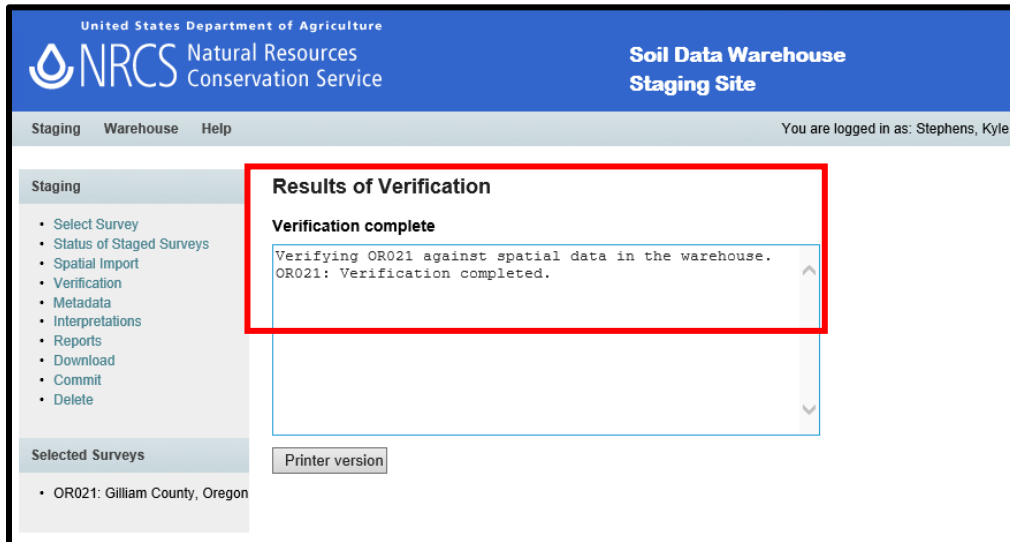 United States Department of Agriculture
NRCS Natural Resources
Conservation Service
Soil Data Warehouse
Staging Site
Staging Warehouse Help
You are logged in as: Stephens, Kyle
Staging
• Select Survey
• Status of Staged Surveys
• Spatial Import
• Verification
• Metadata
• Interpretations
• Reports
• Download
• Commit
• Delete
Selected Surveys
• OR021: Gilliam County, Oregon
Results of Verification
Verification complete
Verifying OR021 against spatial data in the warehouse.
OR021: Verification completed.
Printer version